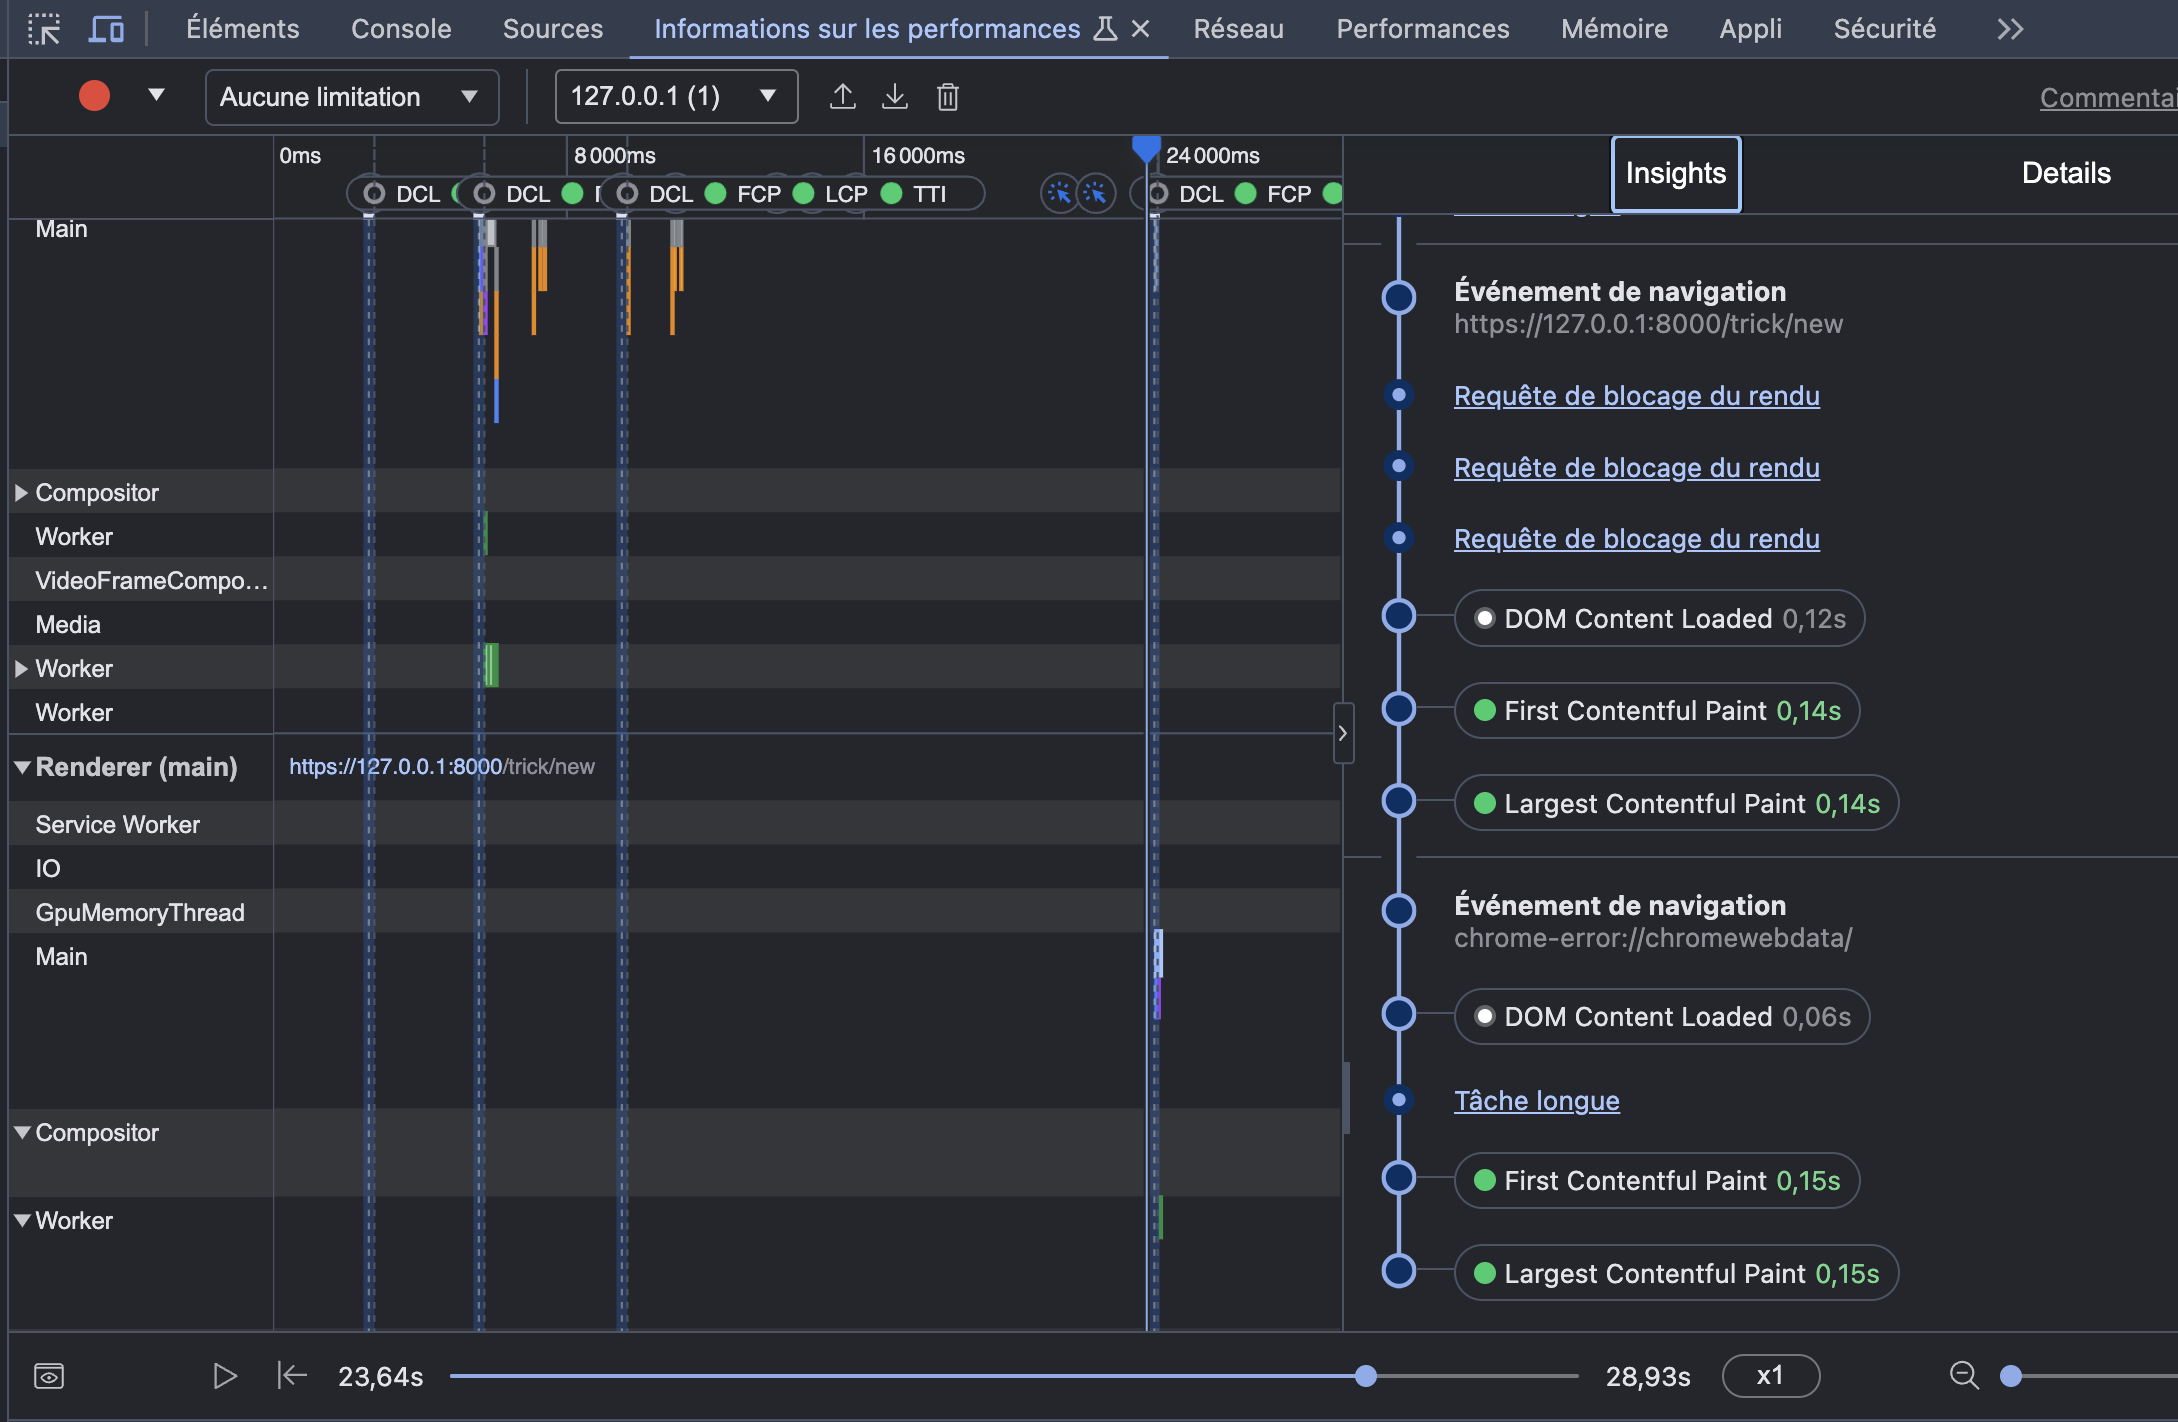 Éléments Console Sources Informations sur les performances Réseau Performances Mémoire Appli Sécurité
Aucune limitation 127.0.0.1 (1) Commentai
0ms 8 000ms 16 000ms 24 000ms
DCL DCL DCL FCP LCP TTI DCL FCP
Main
Compositor
Worker
VideoFrameCompo...
Media
Worker
Worker
Renderer (main) https://127.0.0.1:8000/trick/new
Service Worker
IO
GpuMemoryThread
Main
Compositor
Worker
Insights Details
Événement de navigation
https://127.0.0.1:8000/trick/new
Requête de blocage du rendu
Requête de blocage du rendu
Requête de blocage du rendu
DOM Content Loaded 0,12s
First Contentful Paint 0,14s
Largest Contentful Paint 0,14s
Événement de navigation
chrome-error://chromewebdata/
DOM Content Loaded 0,06s
Tâche longue
First Contentful Paint 0,15s
Largest Contentful Paint 0,15s
23,64s 28,93s x1